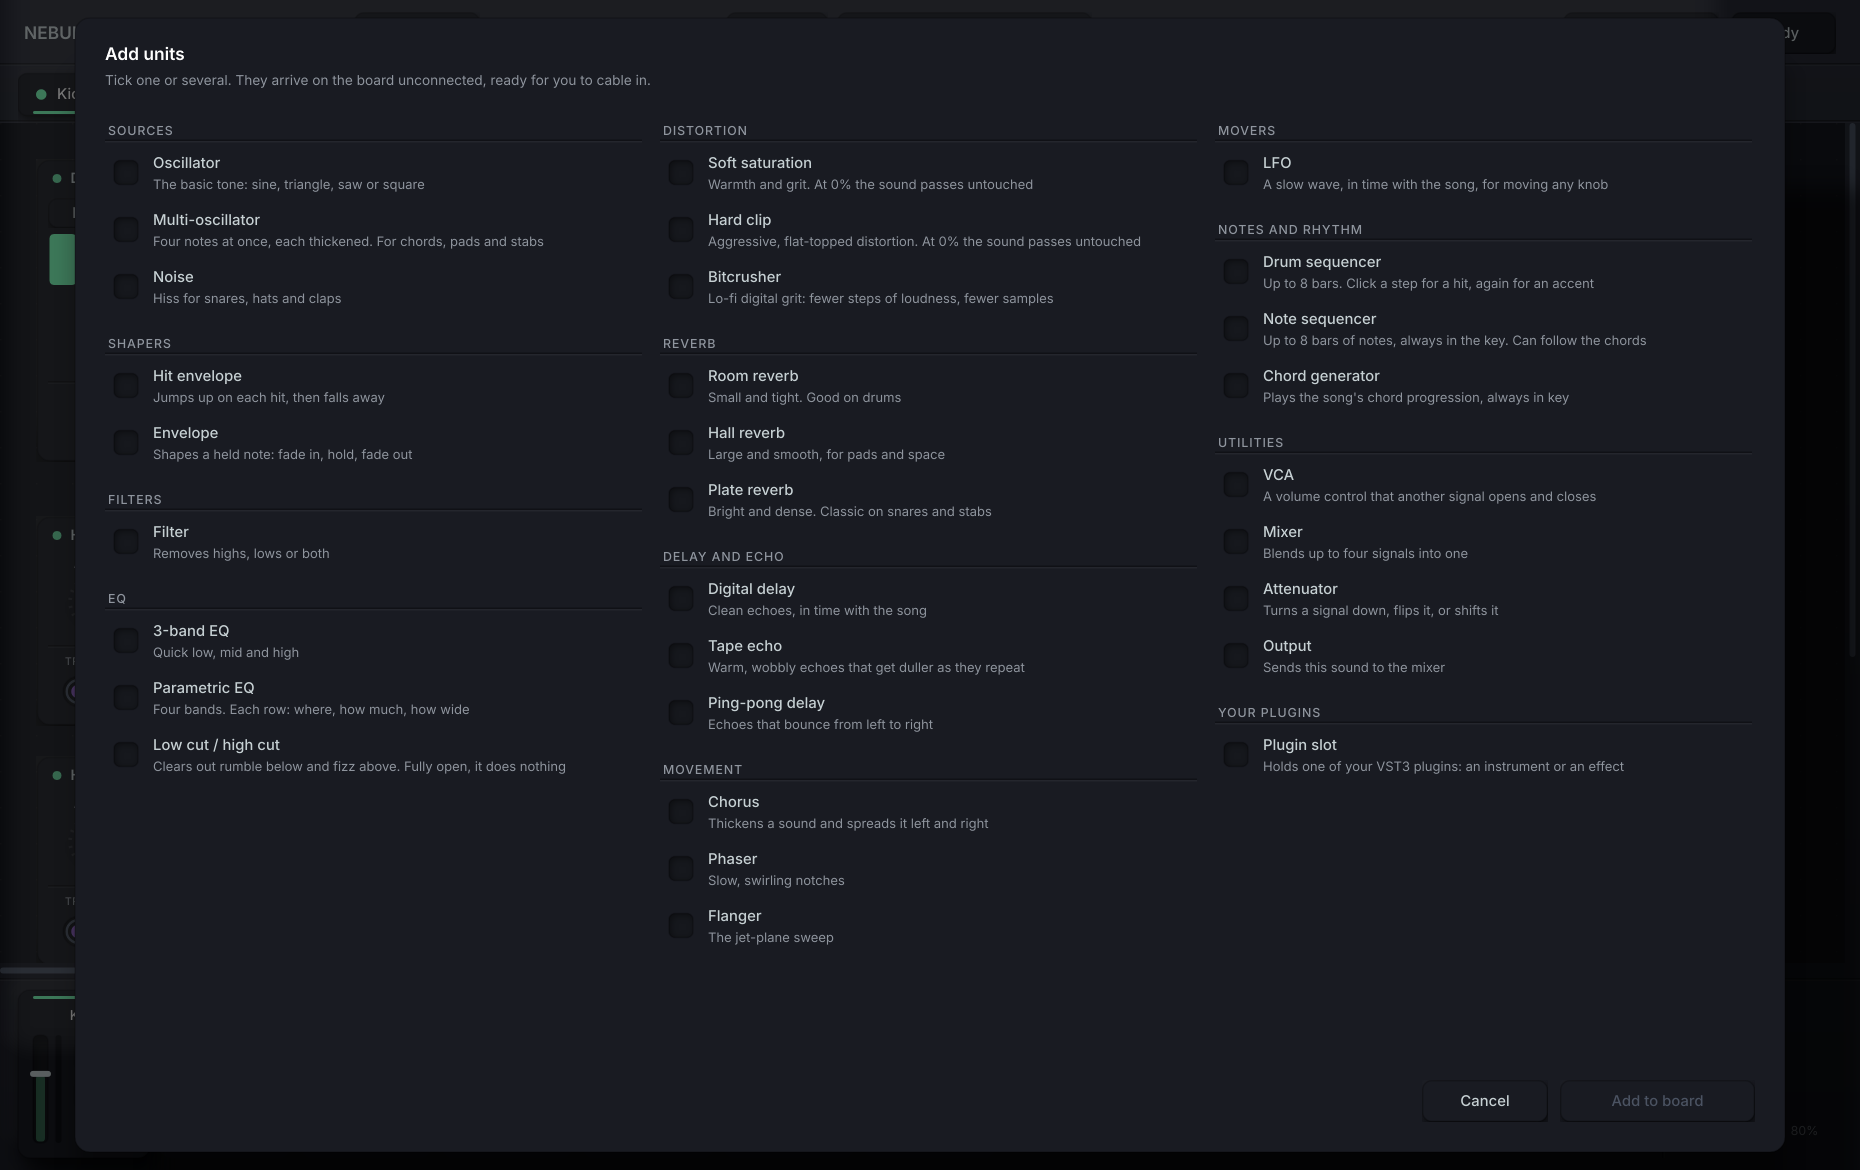 Add units
Tick one or several. They arrive on the board unconnected, ready for you to cable in.
SOURCES
Oscillator
The basic tone: sine, triangle, saw or square
Multi-oscillator
Four notes at once, each thickened. For chords, pads and stabs
Noise
Hiss for snares, hats and claps
SHAPERS
Hit envelope
Jumps up on each hit, then falls away
Envelope
Shapes a held note: fade in, hold, fade out
FILTERS
Filter
Removes highs, lows or both
EQ
3-band EQ
Quick low, mid and high
Parametric EQ
Four bands. Each row: where, how much, how wide
Low cut / high cut
Clears out rumble below and fizz above. Fully open, it does nothing
DISTORTION
Soft saturation
Warmth and grit. At 0% the sound passes untouched
Hard clip
Aggressive, flat-topped distortion. At 0% the sound passes untouched
Bitcrusher
Lo-fi digital grit: fewer steps of loudness, fewer samples
REVERB
Room reverb
Small and tight. Good on drums
Hall reverb
Large and smooth, for pads and space
Plate reverb
Bright and dense. Classic on snares and stabs
DELAY AND ECHO
Digital delay
Clean echoes, in time with the song
Tape echo
Warm, wobbly echoes that get duller as they repeat
Ping-pong delay
Echoes that bounce from left to right
MOVEMENT
Chorus
Thickens a sound and spreads it left and right
Phaser
Slow, swirling notches
Flanger
The jet-plane sweep
MOVERS
LFO
A slow wave, in time with the song, for moving any knob
NOTES AND RHYTHM
Drum sequencer
Up to 8 bars. Click a step for a hit, again for an accent
Note sequencer
Up to 8 bars of notes, always in the key. Can follow the chords
Chord generator
Plays the song's chord progression, always in key
UTILITIES
VCA
A volume control that another signal opens and closes
Mixer
Blends up to four signals into one
Attenuator
Turns a signal down, flips it, or shifts it
Output
Sends this sound to the mixer
YOUR PLUGINS
Plugin slot
Holds one of your VST3 plugins: an instrument or an effect
Cancel
Add to board
80%